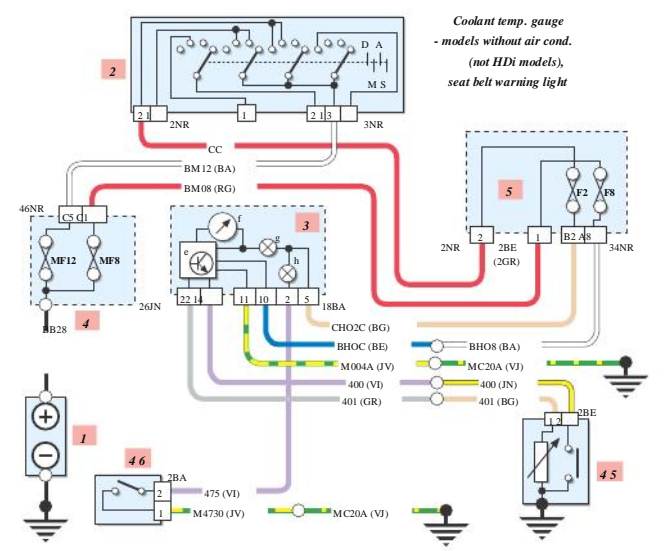 Coolant temp. gauge
- models without air cond.
(not HDi models),
seat belt warning light
D A
M S
2
2 1
1
2 1 3
2NR
3NR
CC
BM12 (BA)
BM08 (RG)
5
F2
F8
46NR
C5 C1
3
f
g
e
h
2NR
2
2BE
(2GR)
1
B2 A8
34NR
MF12
MF8
4
26JN
22 14
11
10
2
5
18BA
BB28
CHO2C (BG)
BHOC (BE)
BHO8 (BA)
M004A (JV)
MC20A (VJ)
400 (VI)
400 (JN)
401 (GR)
401 (BG)
1
1 2
2BE
4 6
2BA
2
475 (VI)
4 5
1
M4730 (JV)
MC20A (VJ)